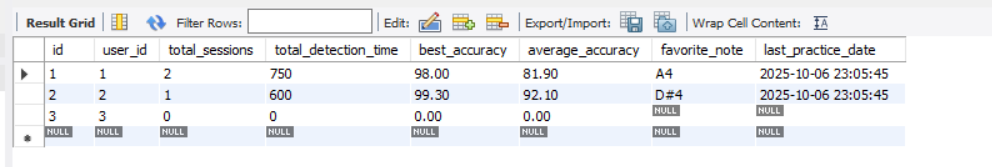 Result Grid Filter Rows: Edit: Export/Import: Wrap Cell Content: IA
id user_id total_sessions total_detection_time best_accuracy average_accuracy favorite_note last_practice_date
1 1 2 750 98.00 81.90 A4 2025-10-06 23:05:45
2 2 1 600 99.30 92.10 D#4 2025-10-06 23:05:45
3 3 0 0 0.00 0.00 NULL NULL
NULL NULL NULL NULL NULL NULL NULL NULL